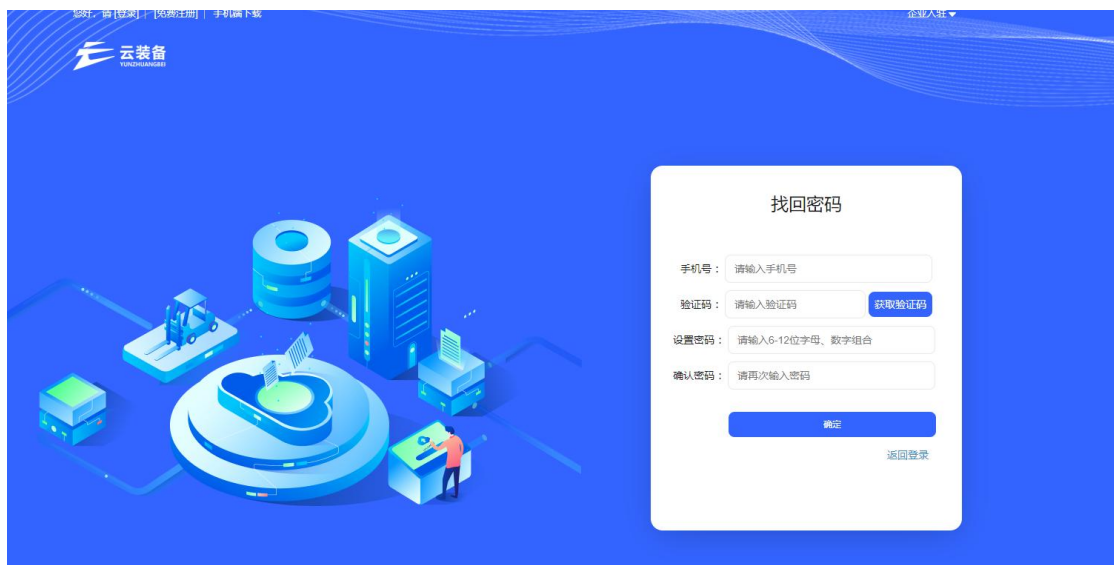 您好，请 [登录] | [免费注册] | 手机端下载
企业入驻
云装备
YUNZHUANGBEI
找回密码
手机号： 请输入手机号
验证码： 请输入验证码 获取验证码
设置密码： 请输入6-12位字母、数字组合
确认密码： 请再次输入密码
确定
返回登录